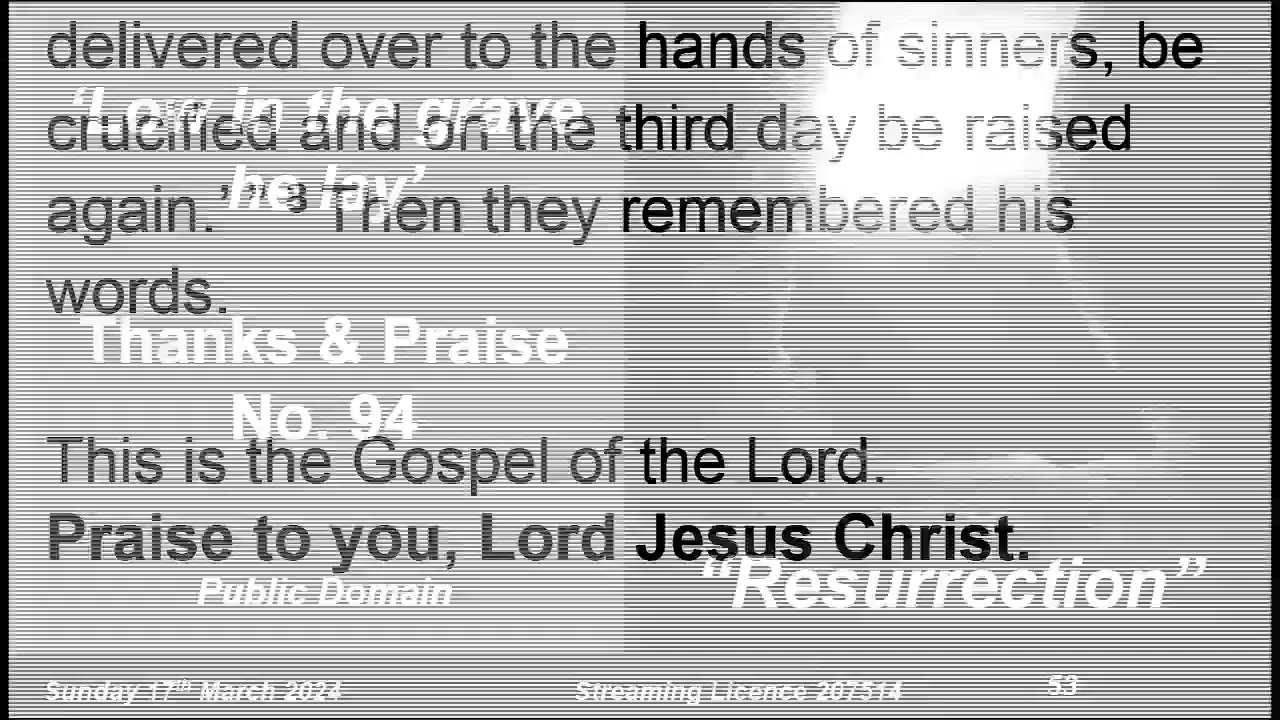 delivered over to the hands of sinners, be
crucified and on the third day be raised
again.’ ” 8 Then they remembered his
words.
This is the Gospel of the Lord.
Praise to you, Lord Jesus Christ.
‘Low in the grave
he lay’
Thanks & Praise
No. 94
Public Domain
“Resurrection”
Sunday 17th March 2024
Streaming Licence 207514
53